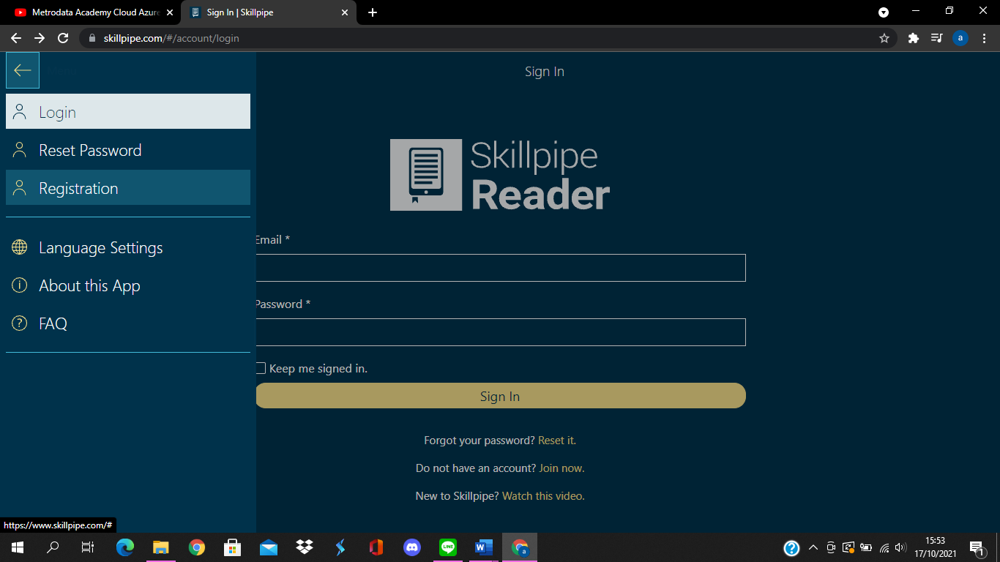 Metrodata Academy Cloud Azure
Sign In | Skillpipe
skillpipe.com/#/account/login
a
Sign In
Login
Reset Password
Registration
Language Settings
About this App
FAQ
Skillpipe
Reader
Email *
Password *
Keep me signed in.
Sign In
Forgot your password? Reset it.
Do not have an account? Join now.
New to Skillpipe? Watch this video.
https://www.skillpipe.com/#
LINE
W
a
15:53
17/10/2021
1